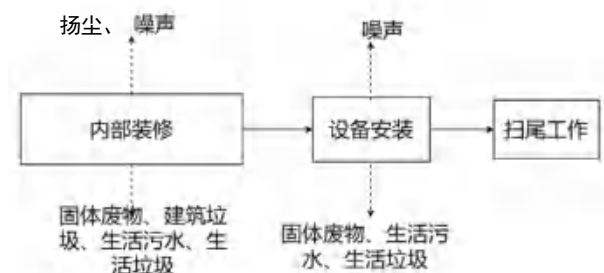 扬尘、 噪声
噪声
内部装修
设备安装
扫尾工作
固体废物、建筑垃
圾、生活污水、生
活垃圾
固体废物、生活污
水、生活垃圾